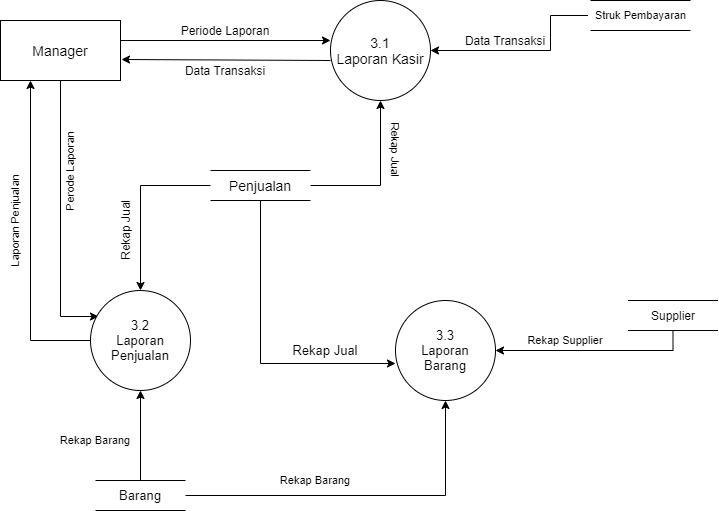 Periode Laporan
Struk Pembayaran
Manager
3.1
Laporan Kasir
Data Transaksi
Data Transaksi
Rekap Jual
Perode Laporan
Laporan Penjualan
Penjualan
Rekap Jual
3.2
Laporan
Penjualan
Rekap Jual
3.3
Laporan
Barang
Supplier
Rekap Supplier
Rekap Barang
Rekap Barang
Barang